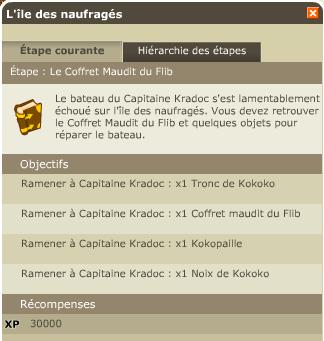 L'île des naufragés
Étape courante
Hiérarchie des étapes
Étape : Le Coffret Maudit du Flib
Le bateau du Capitaine Kradoc s'est lamentablement
échoué sur l'île des naufragés. Vous devez retrouver
le Coffret Maudit du Flib et quelques objets pour
réparer le bateau.
Objectifs
Ramener à Capitaine Kradoc : x1 Tronc de Kokoko
Ramener à Capitaine Kradoc : x1 Coffret maudit du Flib
Ramener à Capitaine Kradoc : x1 Kokopaille
Ramener à Capitaine Kradoc : x1 Noix de Kokoko
Récompenses
XP 30000